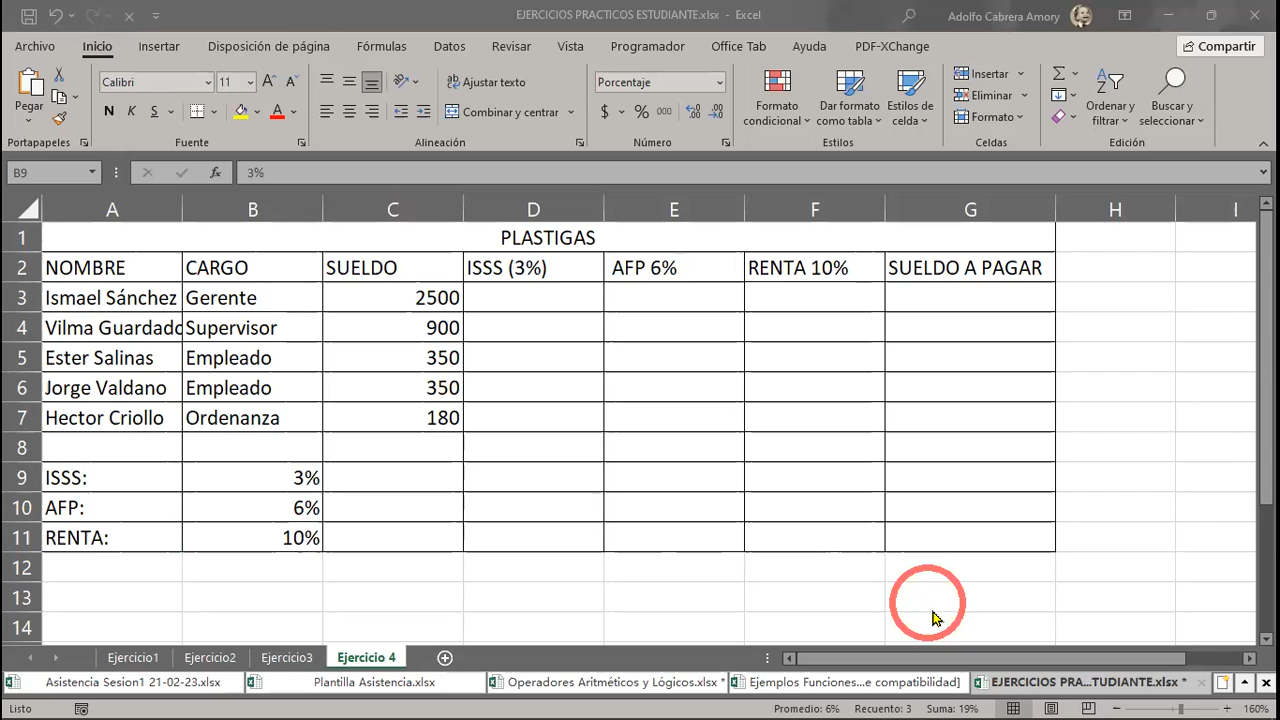 EJERCICIOS PRACTICOS ESTUDIANTE.xlsx - Excel
Adolfo Cabrera Amory
Archivo Inicio Insertar Disposición de página Fórmulas Datos Revisar Vista Programador Office Tab Ayuda PDF-XChange Compartir
Pegar
Calibri 11
N K S
Ajustar texto
Combinar y centrar
Porcentaje
$ % 000
Formato condicional
Dar formato como tabla
Estilos de celda
Insertar
Eliminar
Formato
Ordenar y filtrar
Buscar y seleccionar
Portapapeles Fuente Alineación Número Estilos Celdas Edición
B9 fx 3%
A B C D E F G H I
1 PLASTIGAS
2 NOMBRE CARGO SUELDO ISSS (3%) AFP 6% RENTA 10% SUELDO A PAGAR
3 Ismael Sánchez Gerente 2500
4 Vilma Guardado Supervisor 900
5 Ester Salinas Empleado 350
6 Jorge Valdano Empleado 350
7 Hector Criollo Ordenanza 180
8
9 ISSS: 3%
10 AFP: 6%
11 RENTA: 10%
12
13
14
Ejercicio1 Ejercicio2 Ejercicio3 Ejercicio 4
Asistencia Sesion1 21-02-23.xlsx Plantilla Asistencia.xlsx Operadores Aritméticos y Lógicos.xlsx * Ejemplos Funciones...e compatibilidad] EJERCICIOS PRA...TUDIANTE.xlsx *
Listo Promedio: 6% Recuento: 3 Suma: 19% 160%